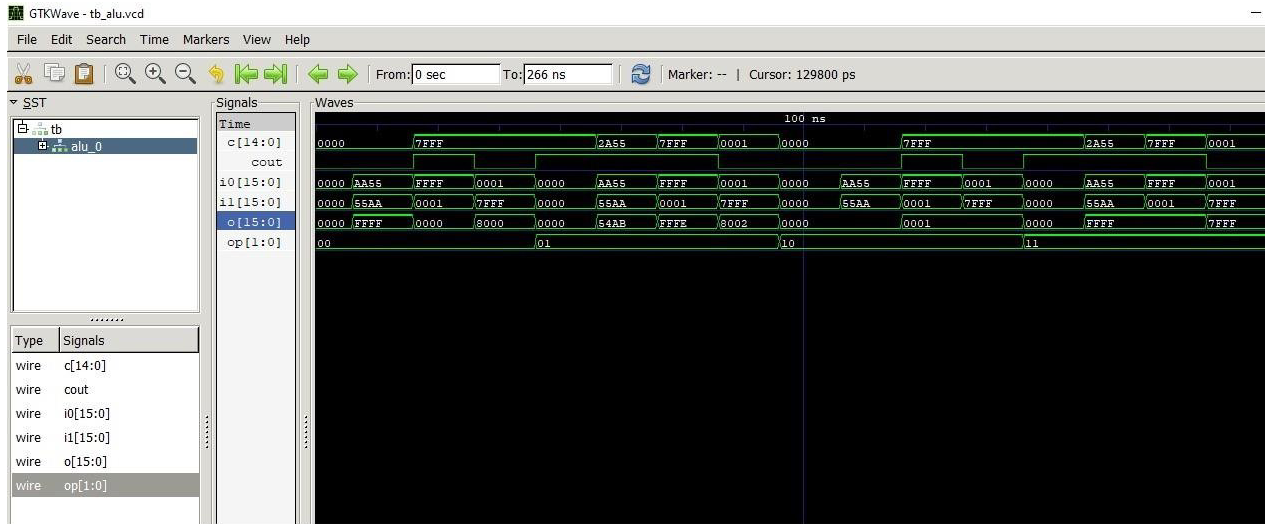 GTKWave - tb_alu.vcd
File Edit Search Time Markers View Help
From: 0 sec To: 266 ns Marker: -- | Cursor: 129800 ps
SST
tb
alu_0
Type Signals
wire c[14:0]
wire cout
wire i0[15:0]
wire i1[15:0]
wire o[15:0]
wire op[1:0]
Signals
Time
c[14:0]
cout
i0[15:0]
i1[15:0]
o[15:0]
op[1:0]
Waves
100 ns
0000 7FFF 2A55 7FFF 0001 0000 7FFF 2A55 7FFF 0001
0000 AA55 FFFF 0001 0000 AA55 FFFF 0001 0000 AA55 FFFF 0001 0000 AA55 FFFF 0001
0000 55AA 0001 7FFF 0000 55AA 0001 7FFF 0000 55AA 0001 7FFF 0000 55AA 0001 7FFF
0000 FFFF 0000 8000 0000 54AB FFFE 8002 0000 0001 0000 FFFF 7FFF
00 01 10 11